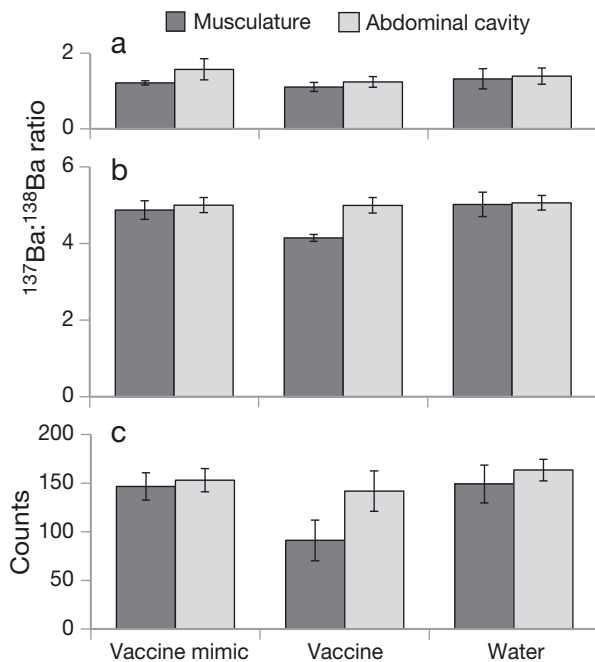 Musculature Abdominal cavity
a
2
1
0
b
6
4
2
0
¹³⁷Ba:¹³⁸Ba ratio
c
200
150
100
50
0
Counts
Vaccine mimic Vaccine Water